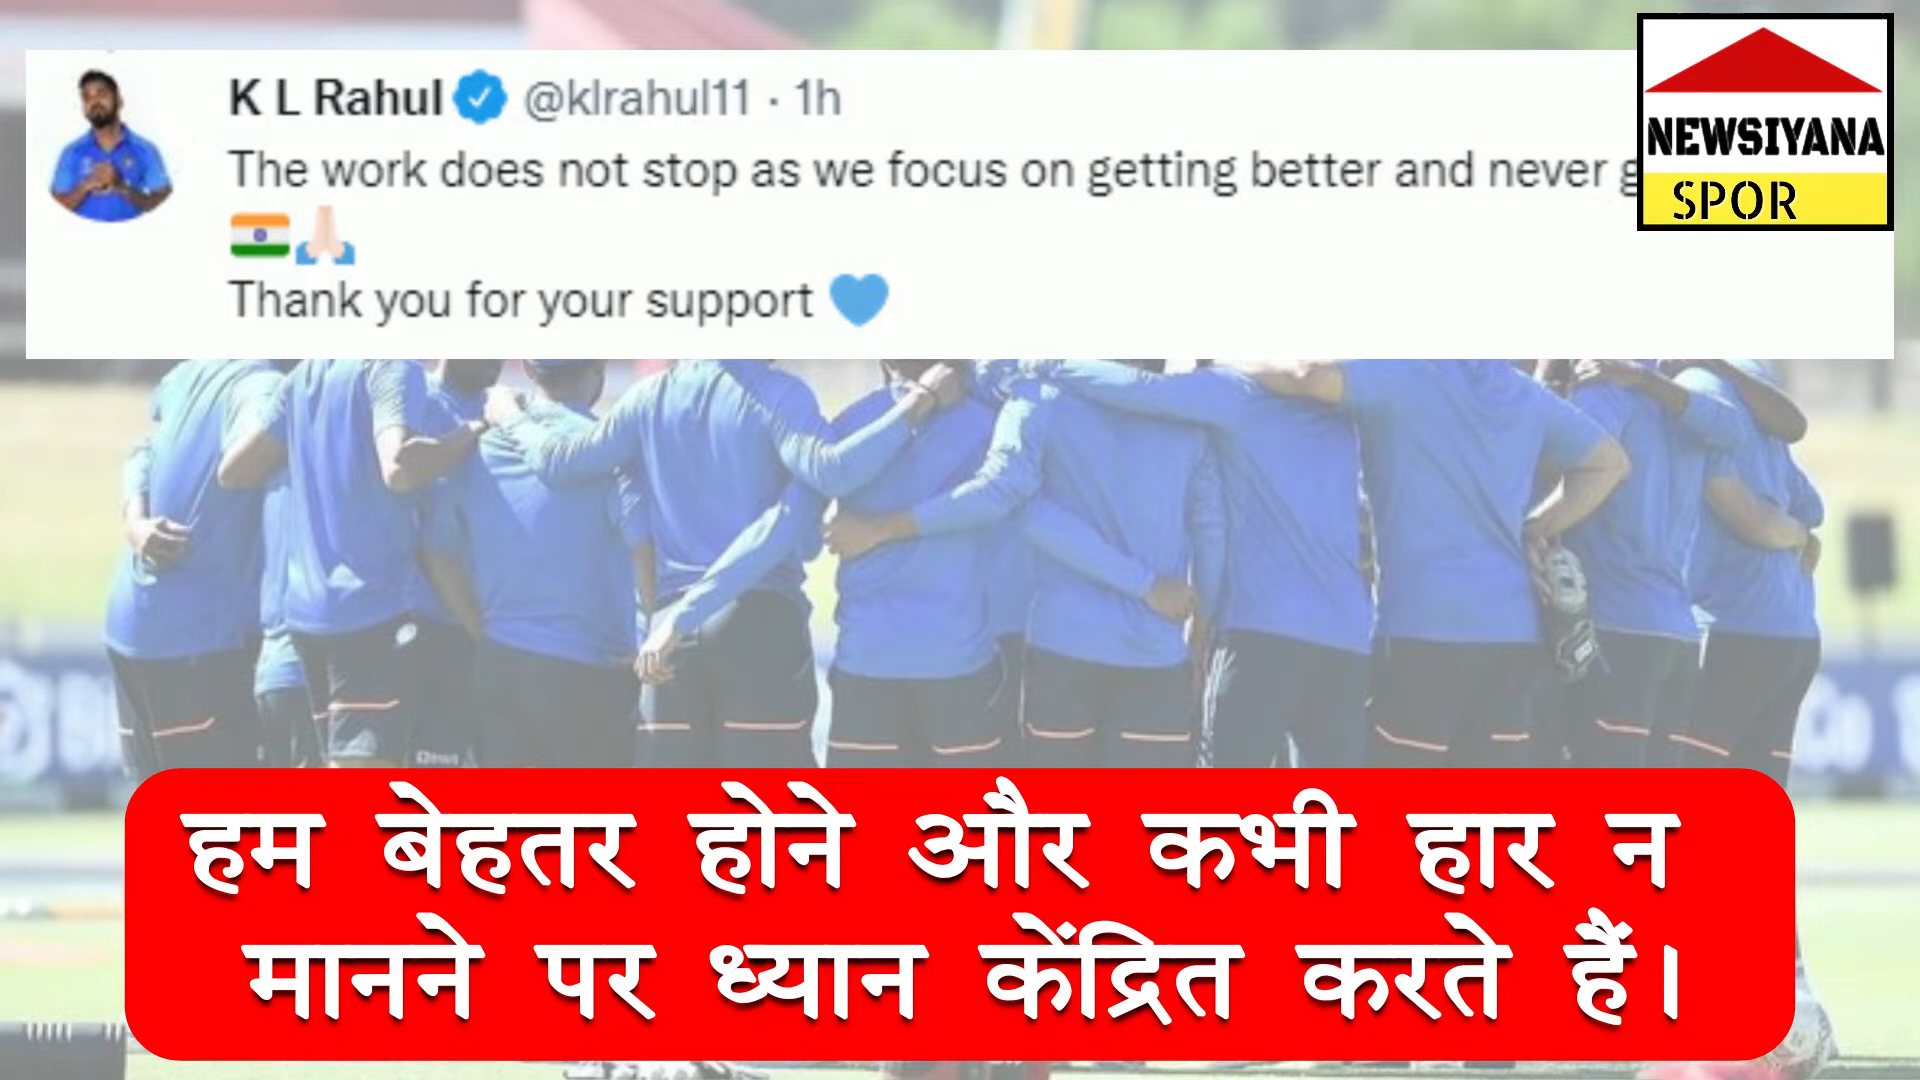 K L Rahul @klrahul11 · 1h
The work does not stop as we focus on getting better and never
🇮🇳🙏🏻
Thank you for your support 💙
NEWSIYANA
SPOR
हम बेहतर होने और कभी हार न
मानने पर ध्यान केंद्रित करते हैं।